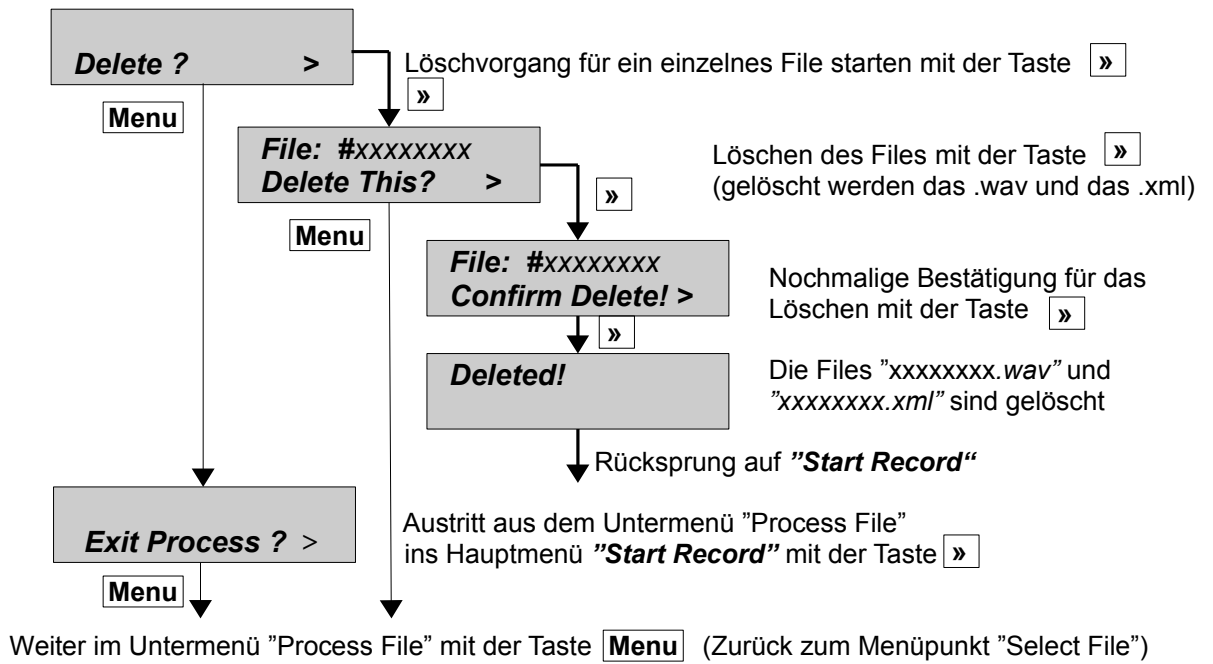 Delete ? >
Löschvorgang für ein einzelnes File starten mit der Taste »
»
Menu
File: #xxxxxxxx
Delete This? >
Löschen des Files mit der Taste »
(gelöscht werden das .wav und das .xml)
»
Menu
File: #xxxxxxxx
Confirm Delete! >
Nochmalige Bestätigung für das
Löschen mit der Taste »
»
Deleted!
Die Files ”xxxxxxxx.wav” und
”xxxxxxxx.xml” sind gelöscht
Rücksprung auf ”Start Record“
Exit Process ? >
Austritt aus dem Untermenü ”Process File”
ins Hauptmenü ”Start Record” mit der Taste »
Menu
Weiter im Untermenü ”Process File” mit der Taste Menu (Zurück zum Menüpunkt ”Select File”)